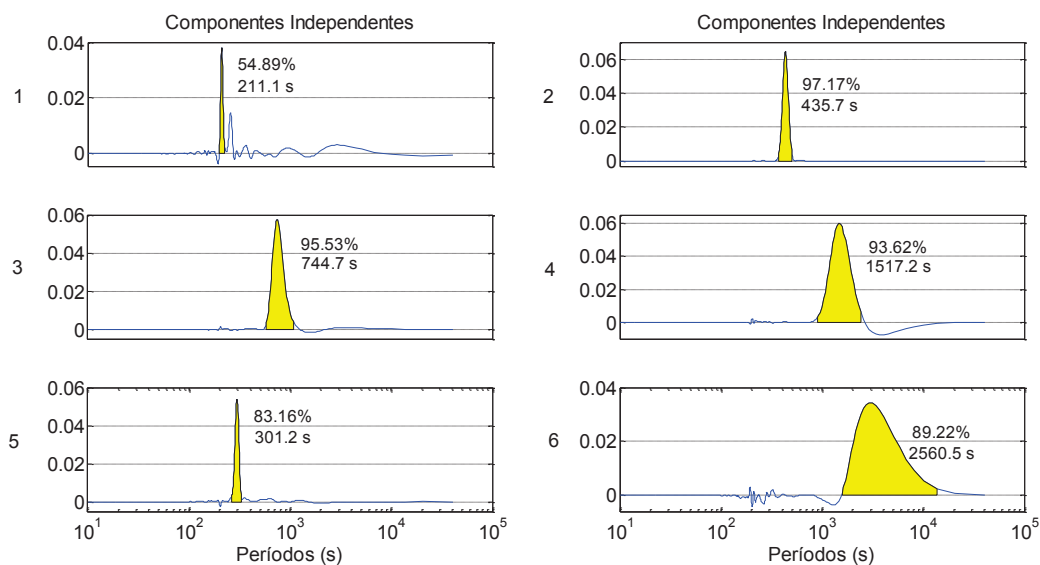 Componentes Independentes
0.04
0.02
0
1
54.89%
211.1 s
Componentes Independentes
0.06
0.04
0.02
0
2
97.17%
435.7 s
0.06
0.04
0.02
0
3
95.53%
744.7 s
0.06
0.04
0.02
0
4
93.62%
1517.2 s
0.06
0.04
0.02
0
5
83.16%
301.2 s
10^1 10^2 10^3 10^4 10^5
Períodos (s)
0.04
0.02
0
6
89.22%
2560.5 s
10^1 10^2 10^3 10^4 10^5
Períodos (s)